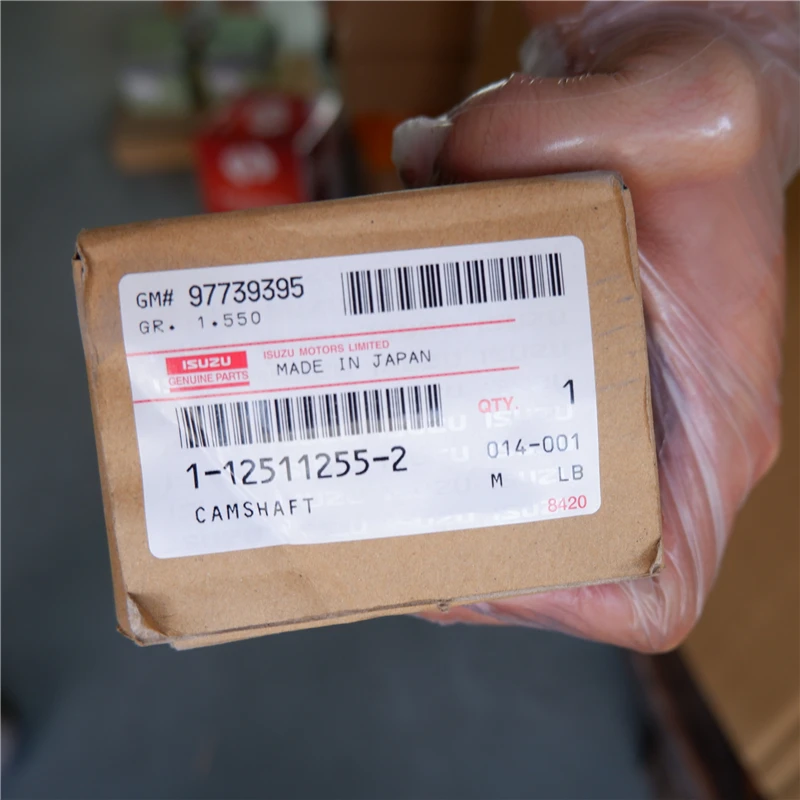 GM# 97739395
GR. 1.550
ISUZU
GENUINE PARTS
ISUZU MOTORS LIMITED
MADE IN JAPAN
QTY. 1
1-12511255-2
014-001
CAMSHAFT
M LB
8420